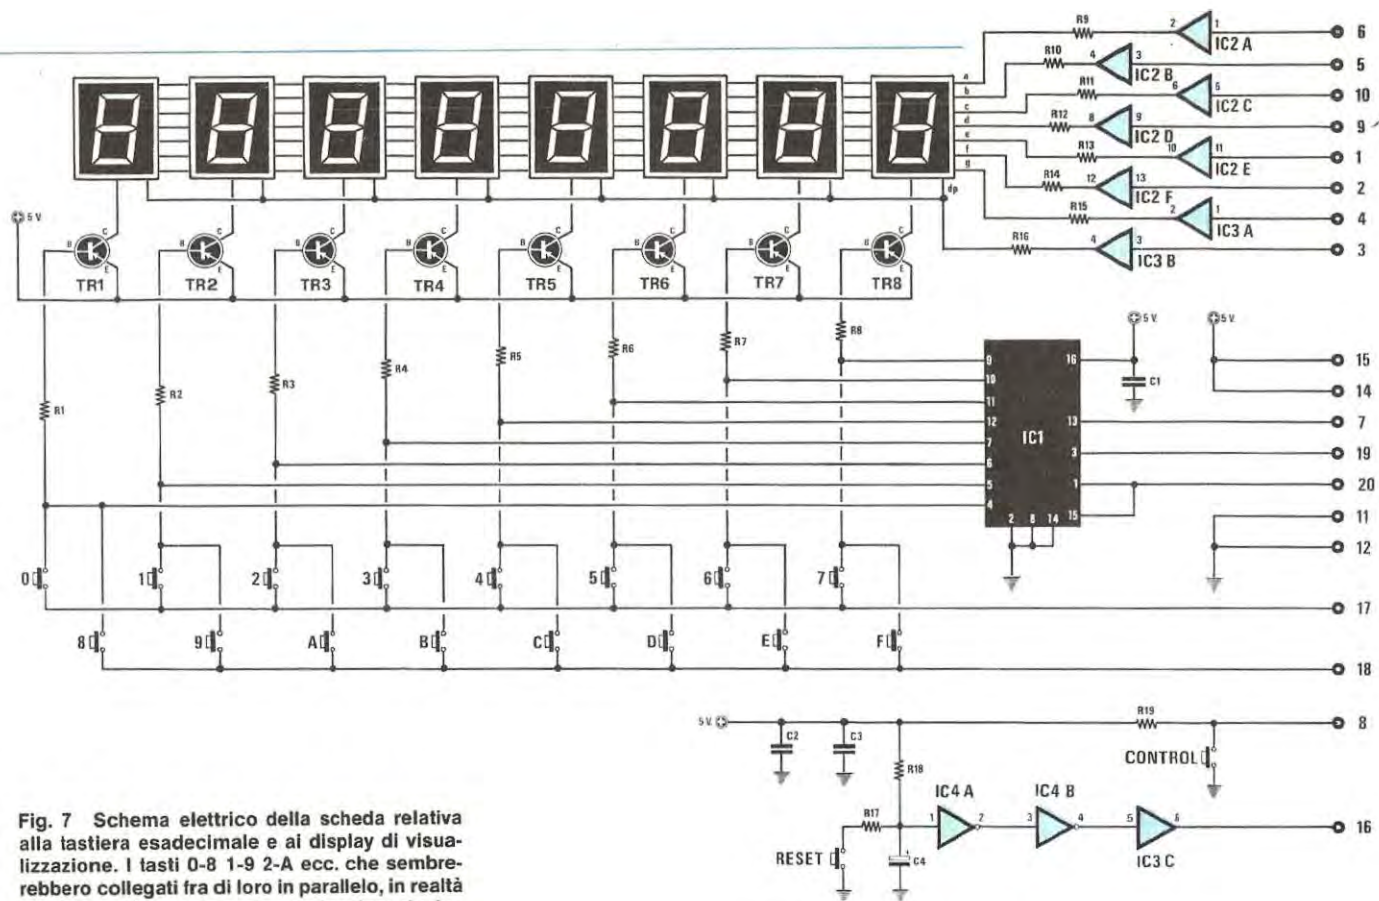 R9 2 1 IC2 A 6
R10 4 3 IC2 B 5
R11 6 5 IC2 C 10
R12 8 9 IC2 D 9
R13 10 11 IC2 E 1
R14 12 13 IC2 F 2
R15 2 1 IC3 A 4
R16 4 3 IC3 B 3
a
b
c
d
e
f
g
dp
5 V
B C E TR1
B C E TR2
B C E TR3
B C E TR4
B C E TR5
B C E TR6
B C E TR7
B C E TR8
R1
R2
R3
R4
R5
R6
R7
R8
9 16
10
11
12 13
7 IC1 3
6
5 1
4 15
2 8 14
5 V.
C1
5 V.
15
14
7
19
20
11
12
0 1 2 3 4 5 6 7
17
8 9 A B C D E F
18
5 V.
C2
C3
R18
R19
8
CONTROL
RESET
R17
C4
1 IC4 A 2
3 IC4 B 4
5 IC3 C 6
16
Fig. 7 Schema elettrico della scheda relativa
alla tastiera esadecimale e ai display di visua-
lizzazione. I tasti 0-8 1-9 2-A ecc. che sembre-
rebbero collegati fra di loro in parallelo, in realtà